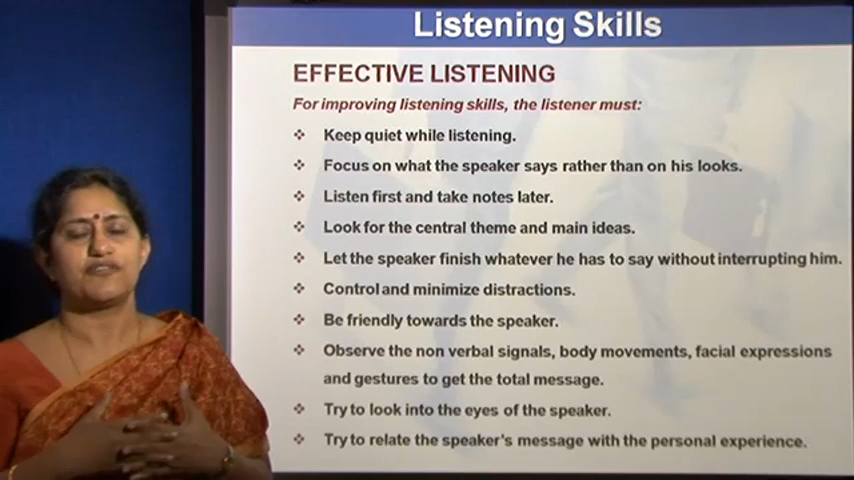 Listening Skills
EFFECTIVE LISTENING
For improving listening skills, the listener must:
❖ Keep quiet while listening.
❖ Focus on what the speaker says rather than on his looks.
❖ Listen first and take notes later.
❖ Look for the central theme and main ideas.
❖ Let the speaker finish whatever he has to say without interrupting him.
❖ Control and minimize distractions.
❖ Be friendly towards the speaker.
❖ Observe the non verbal signals, body movements, facial expressions
and gestures to get the total message.
❖ Try to look into the eyes of the speaker.
❖ Try to relate the speaker's message with the personal experience.